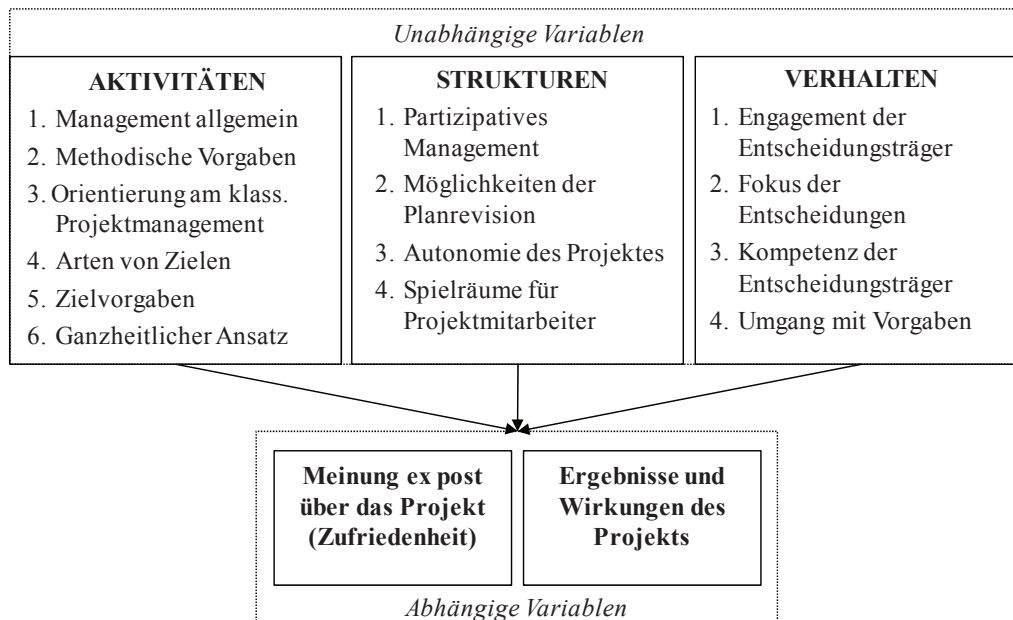 Unabhängige Variablen
AKTIVITÄTEN
1. Management allgemein
2. Methodische Vorgaben
3. Orientierung am klass.
Projektmanagement
4. Arten von Zielen
5. Zielvorgaben
6. Ganzheitlicher Ansatz
STRUKTUREN
1. Partizipatives
Management
2. Möglichkeiten der
Planrevision
3. Autonomie des Projektes
4. Spielräume für
Projektmitarbeiter
VERHALTEN
1. Engagement der
Entscheidungsträger
2. Fokus der
Entscheidungen
3. Kompetenz der
Entscheidungsträger
4. Umgang mit Vorgaben
Meinung ex post
über das Projekt
(Zufriedenheit)
Ergebnisse und
Wirkungen des
Projekts
Abhängige Variablen